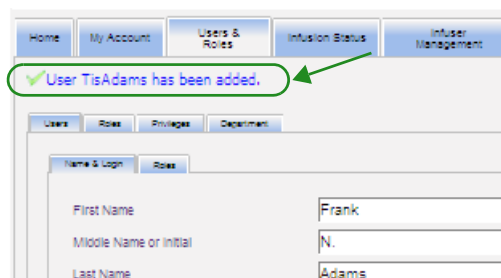 Home My Account Users & Roles Infusion Status Infuser Management
User TisAdams has been added.
Users Roles Privileges Department
Name & Login Roles
First Name Frank
Middle Name or Initial N.
Last Name Adams